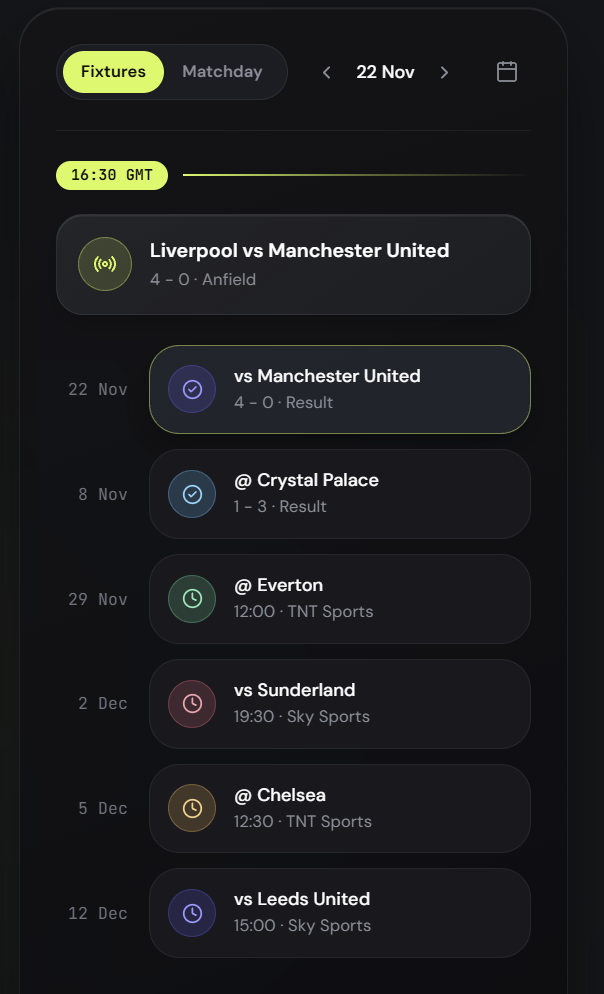 Fixtures
Matchday
22 Nov
16:30 GMT
Liverpool vs Manchester United
4 - 0 · Anfield
22 Nov
vs Manchester United
4 - 0 · Result
8 Nov
@ Crystal Palace
1 - 3 · Result
29 Nov
@ Everton
12:00 · TNT Sports
2 Dec
vs Sunderland
19:30 · Sky Sports
5 Dec
@ Chelsea
12:30 · TNT Sports
12 Dec
vs Leeds United
15:00 · Sky Sports